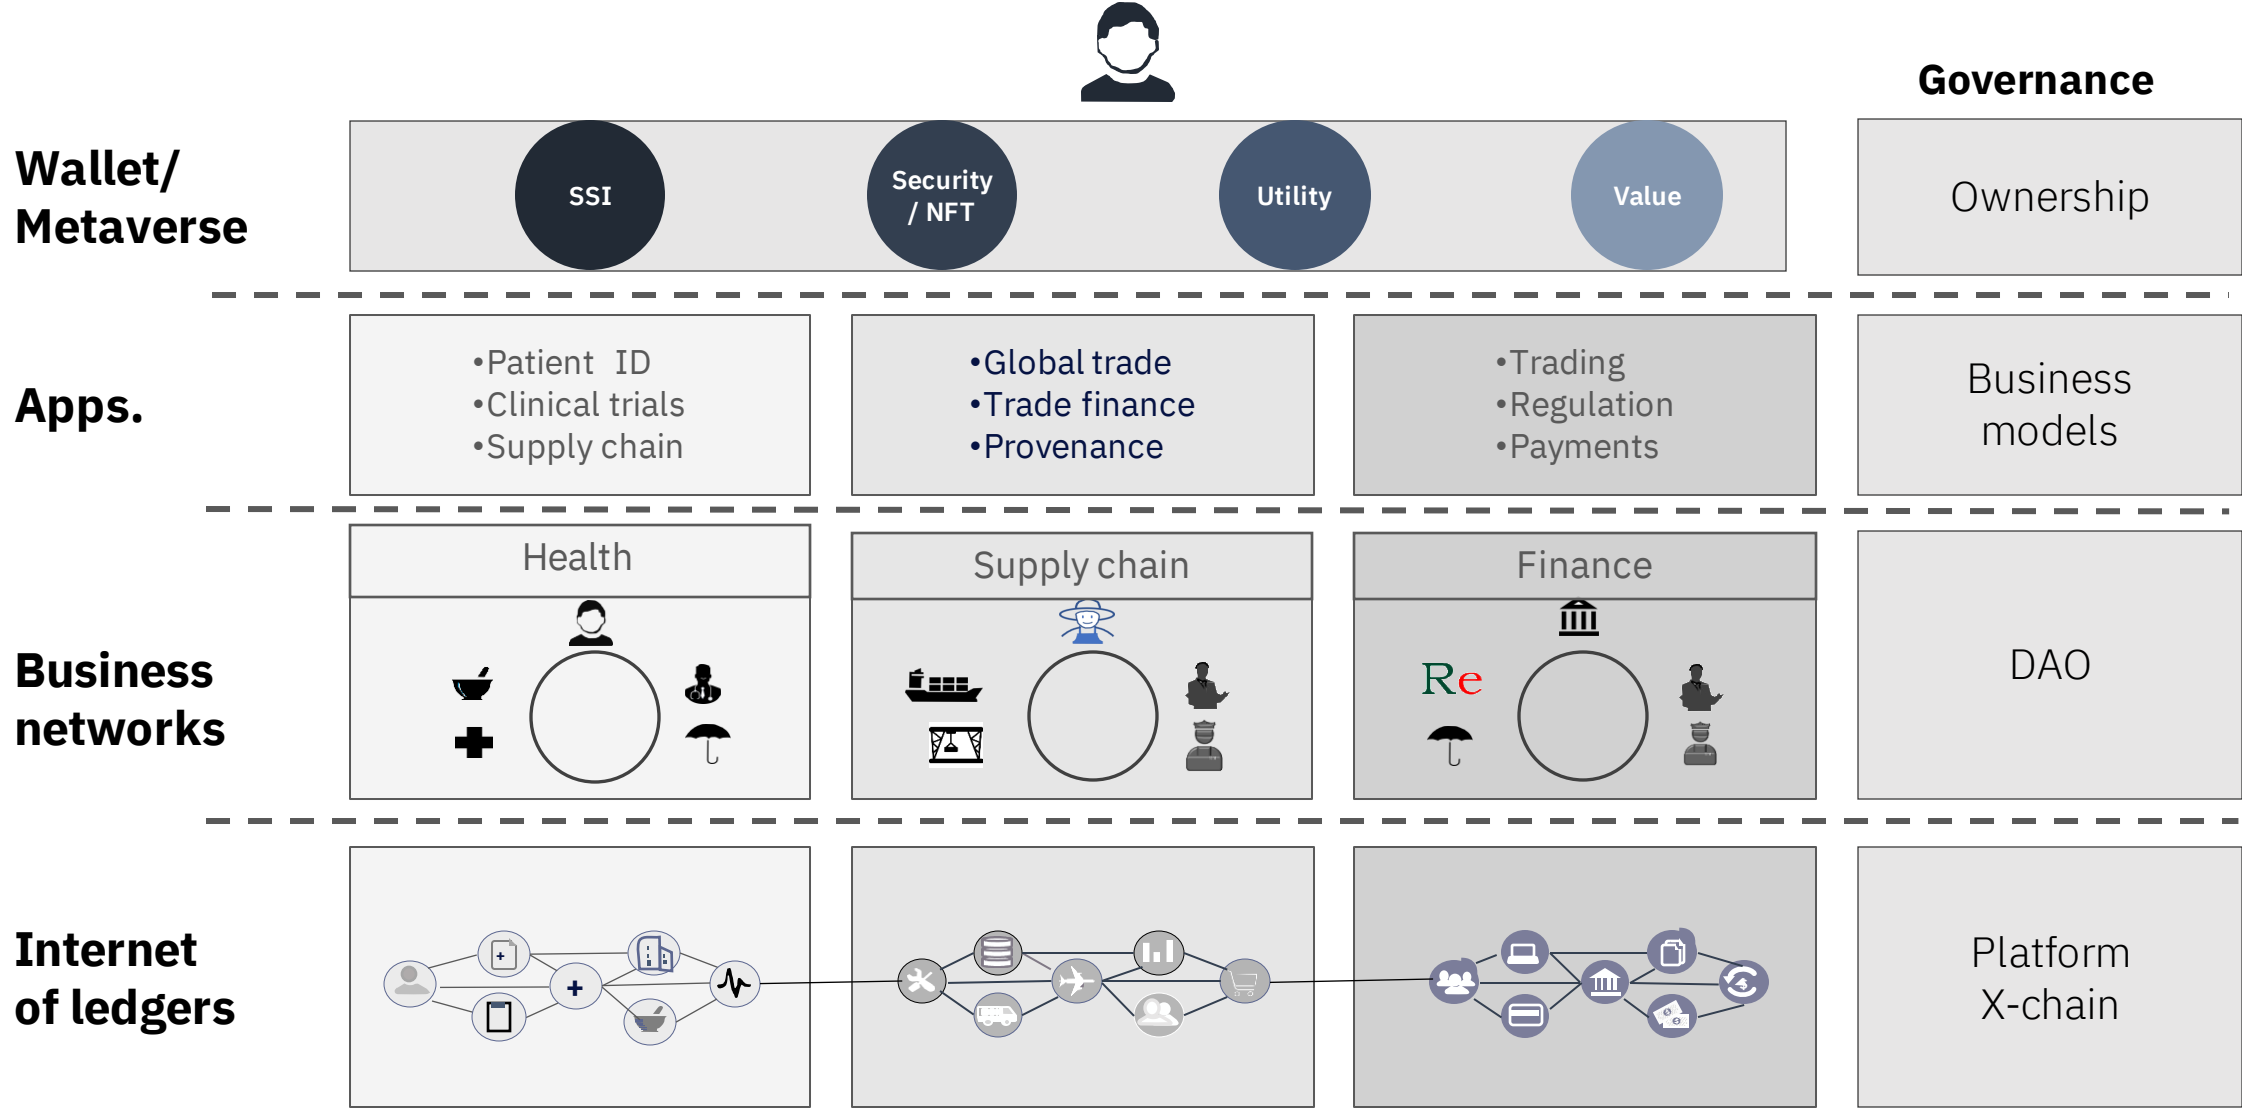 Governance
Wallet/
Metaverse
SSI
Security
/ NFT
Utility
Value
Ownership
Apps.
•Patient ID
•Clinical trials
•Supply chain
•Global trade
•Trade finance
•Provenance
•Trading
•Regulation
•Payments
Business
models
Business
networks
Health
Supply chain
Finance
Re
DAO
Internet
of ledgers
Platform
X-chain